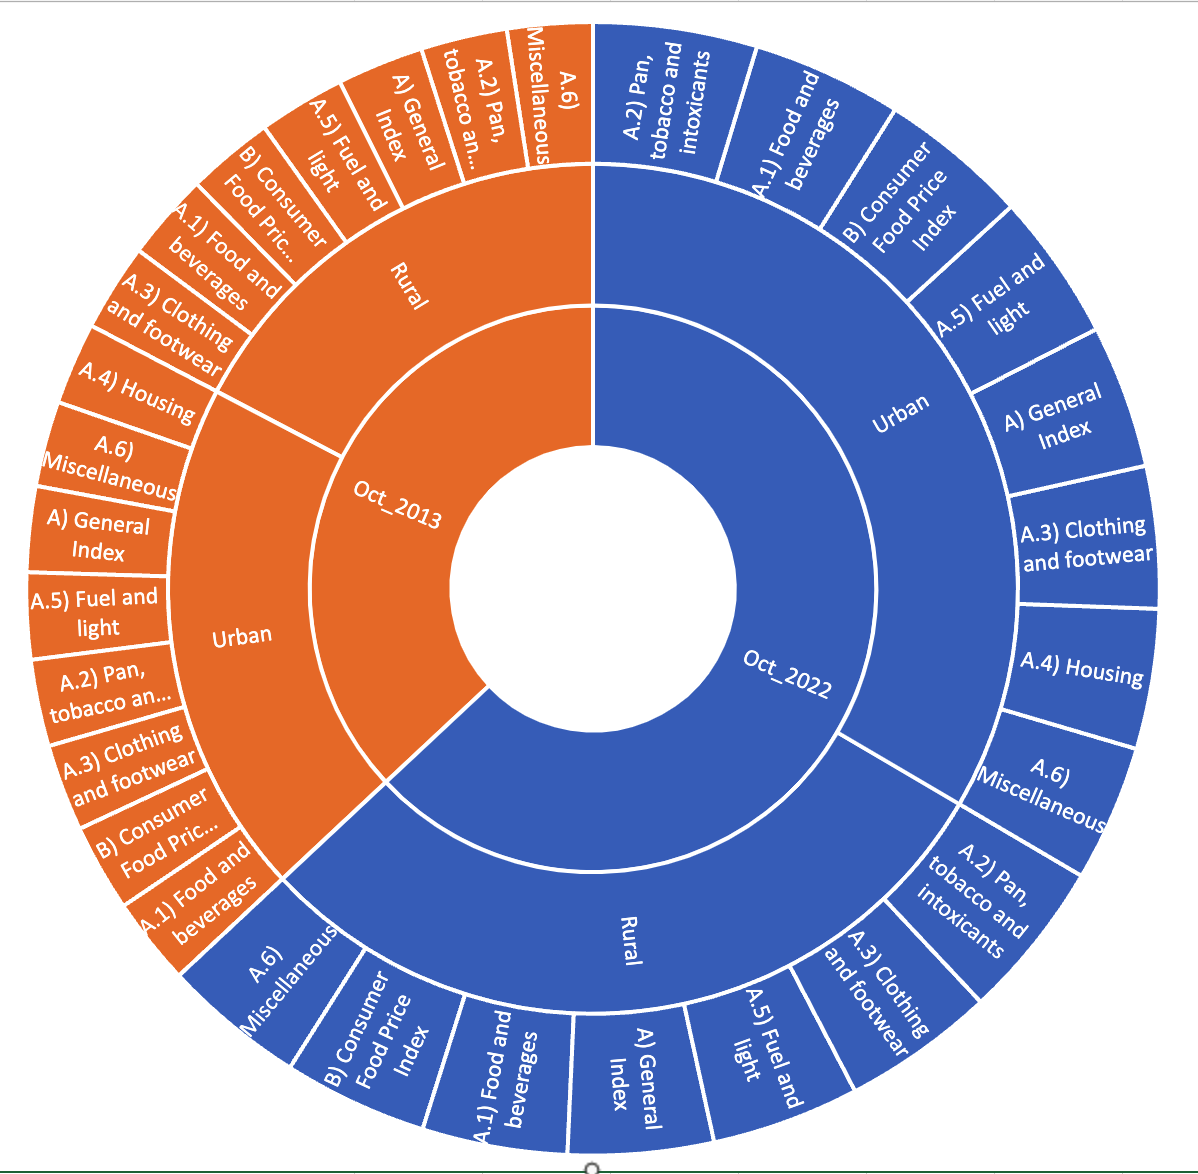 A.2) Pan,
tobacco and
intoxicants
A.1) Food and
beverages
B) Consumer
Food Price
Index
A.5) Fuel and
light
A) General
Index
A.3) Clothing
and footwear
A.4) Housing
A.6)
Miscellaneous
Urban
Oct_2022
A.2) Pan,
tobacco and
intoxicants
A.3) Clothing
and footwear
A.5) Fuel and
light
A) General
Index
A.1) Food and
beverages
B) Consumer
Food Price
Index
A.6)
Miscellaneous
Rural
A.1) Food and
beverages
B) Consumer
Food Pric...
A.3) Clothing
and footwear
A.2) Pan,
tobacco an...
A.5) Fuel and
light
A) General
Index
A.6)
Miscellaneous
A.4) Housing
Urban
Oct_2013
A.3) Clothing
and footwear
A.1) Food and
beverages
B) Consumer
Food Pric...
A.5) Fuel and
light
A) General
Index
A.2) Pan,
tobacco an...
A.6)
Miscellaneous
Rural